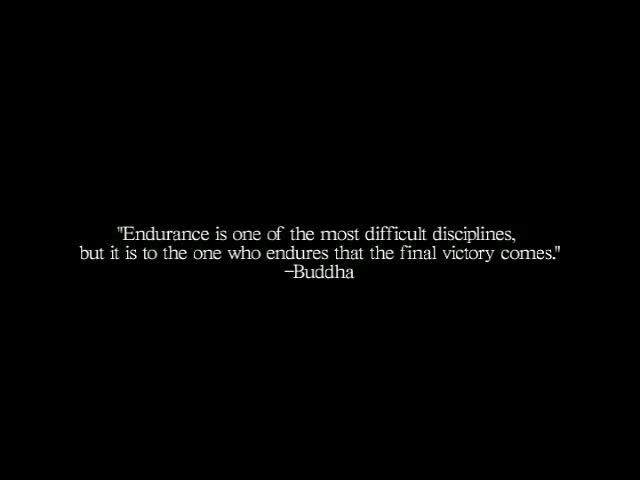 "Endurance is one of the most difficult disciplines,
but it is to the one who endures that the final victory comes."
-Buddha